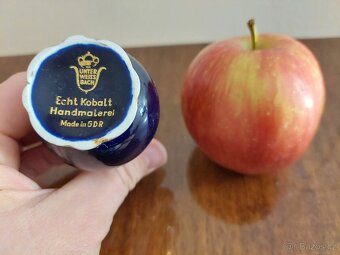 UNTER
WEISS
BACH
Echt Kobalt
Handmalerei
Made in GDR